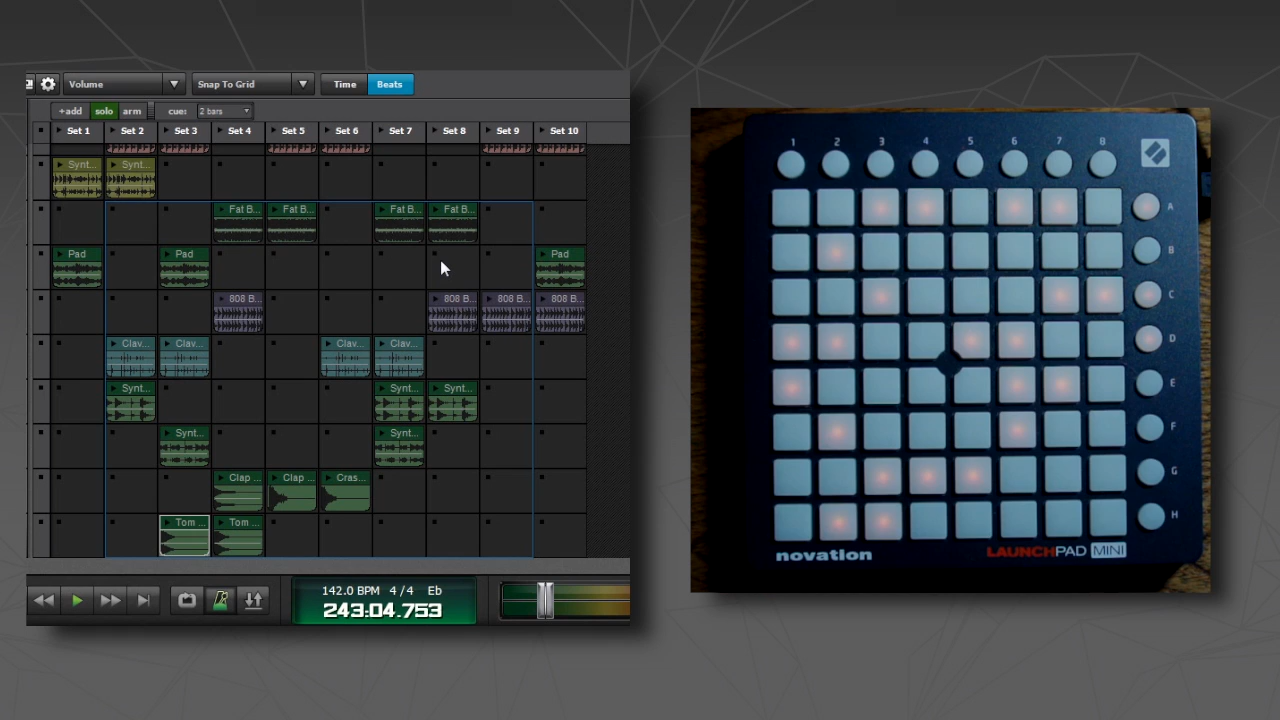 Volume Snap To Grid Time Beats
+add solo arm cue: 2 bars
Set 1 Set 2 Set 3 Set 4 Set 5 Set 6 Set 7 Set 8 Set 9 Set 10
Synt... Synt...
Fat B... Fat B... Fat B... Fat B...
Pad Pad Pad
808 B... 808 B... 808 B... 808 B...
Clav... Clav... Clav... Clav...
Synt... Synt... Synt...
Synt... Synt...
Clap ... Clap ... Cras...
Tom ... Tom ...
142.0 BPM 4/4 Eb
243:04.753
1 2 3 4 5 6 7 8
A
B
C
D
E
F
G
H
novation LAUNCHPAD MINI